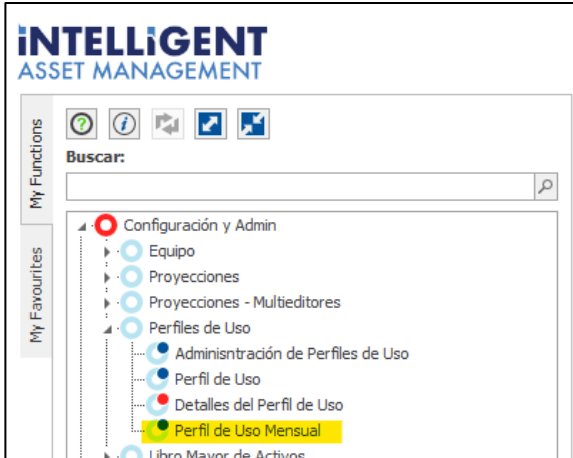 iNTELLiGENT
ASSET MANAGEMENT
My Functions
My Favourites
Buscar:
Configuración y Admin
Equipo
Proyecciones
Proyecciones - Multieditores
Perfiles de Uso
Adminisntración de Perfiles de Uso
Perfil de Uso
Detalles del Perfil de Uso
Perfil de Uso Mensual
Libro Mayor de Activos